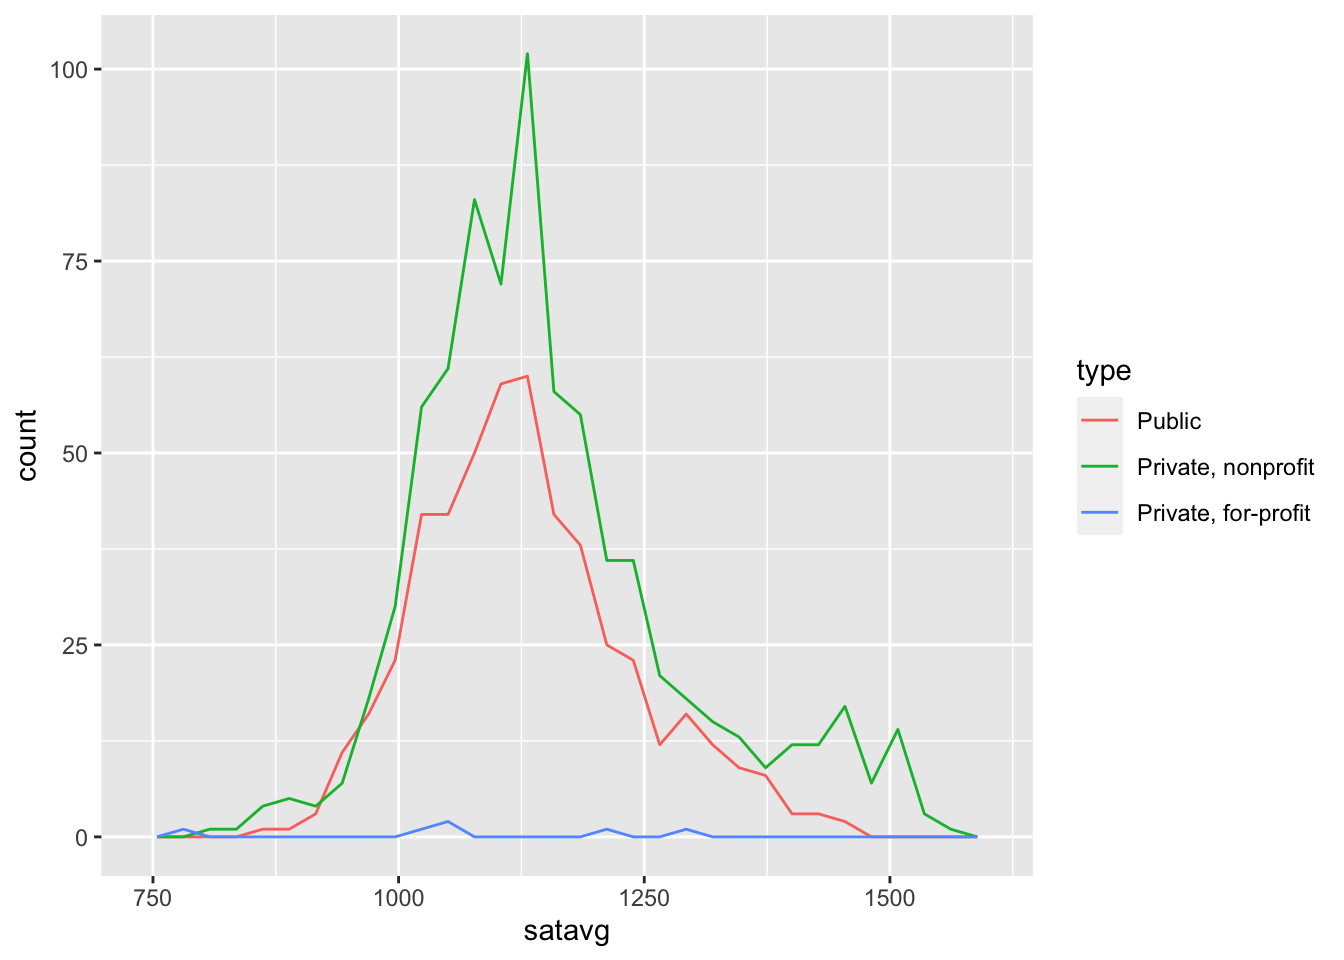 100
75
50
25
0
count
750
1000
1250
1500
satavg
type
Public
Private, nonprofit
Private, for-profit